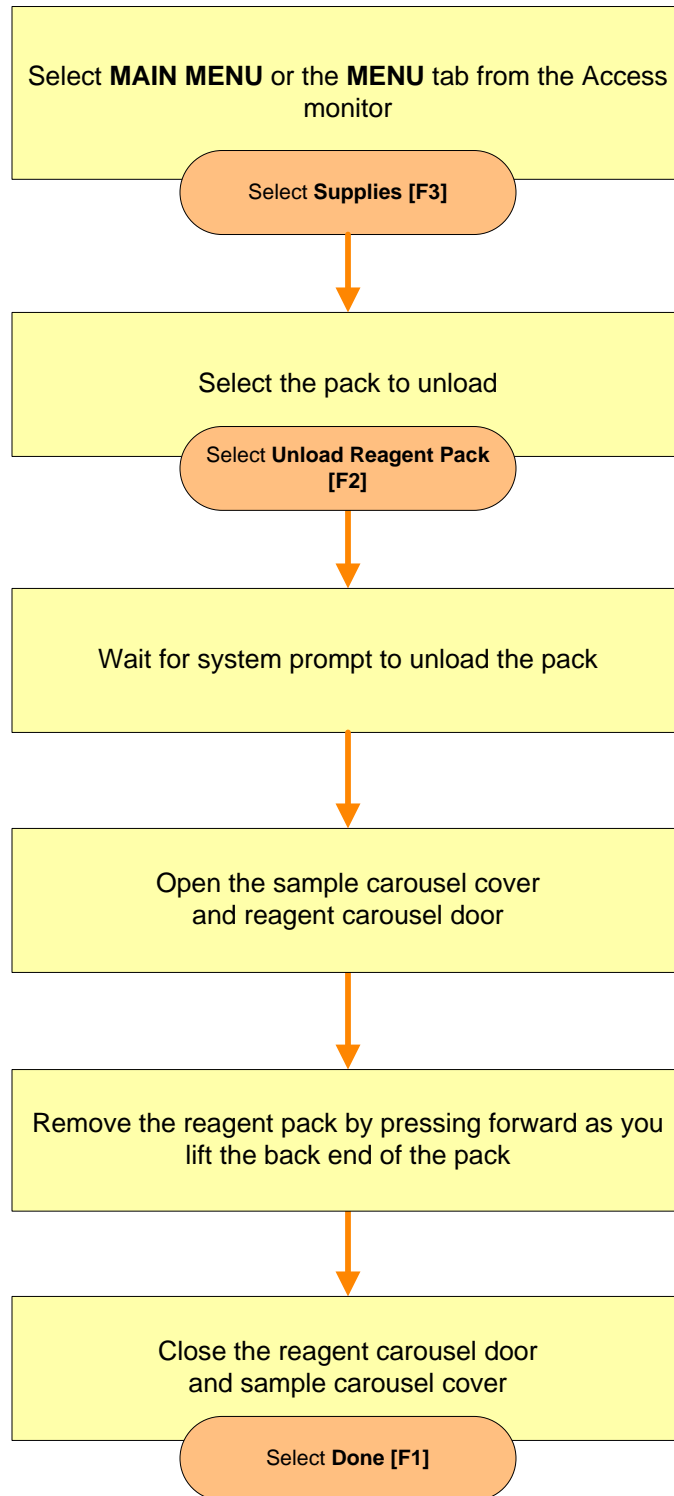 Select MAIN MENU or the MENU tab from the Access
monitor
Select Supplies [F3]
Select the pack to unload
Select Unload Reagent Pack
[F2]
Wait for system prompt to unload the pack
Open the sample carousel cover
and reagent carousel door
Remove the reagent pack by pressing forward as you
lift the back end of the pack
Close the reagent carousel door
and sample carousel cover
Select Done [F1]